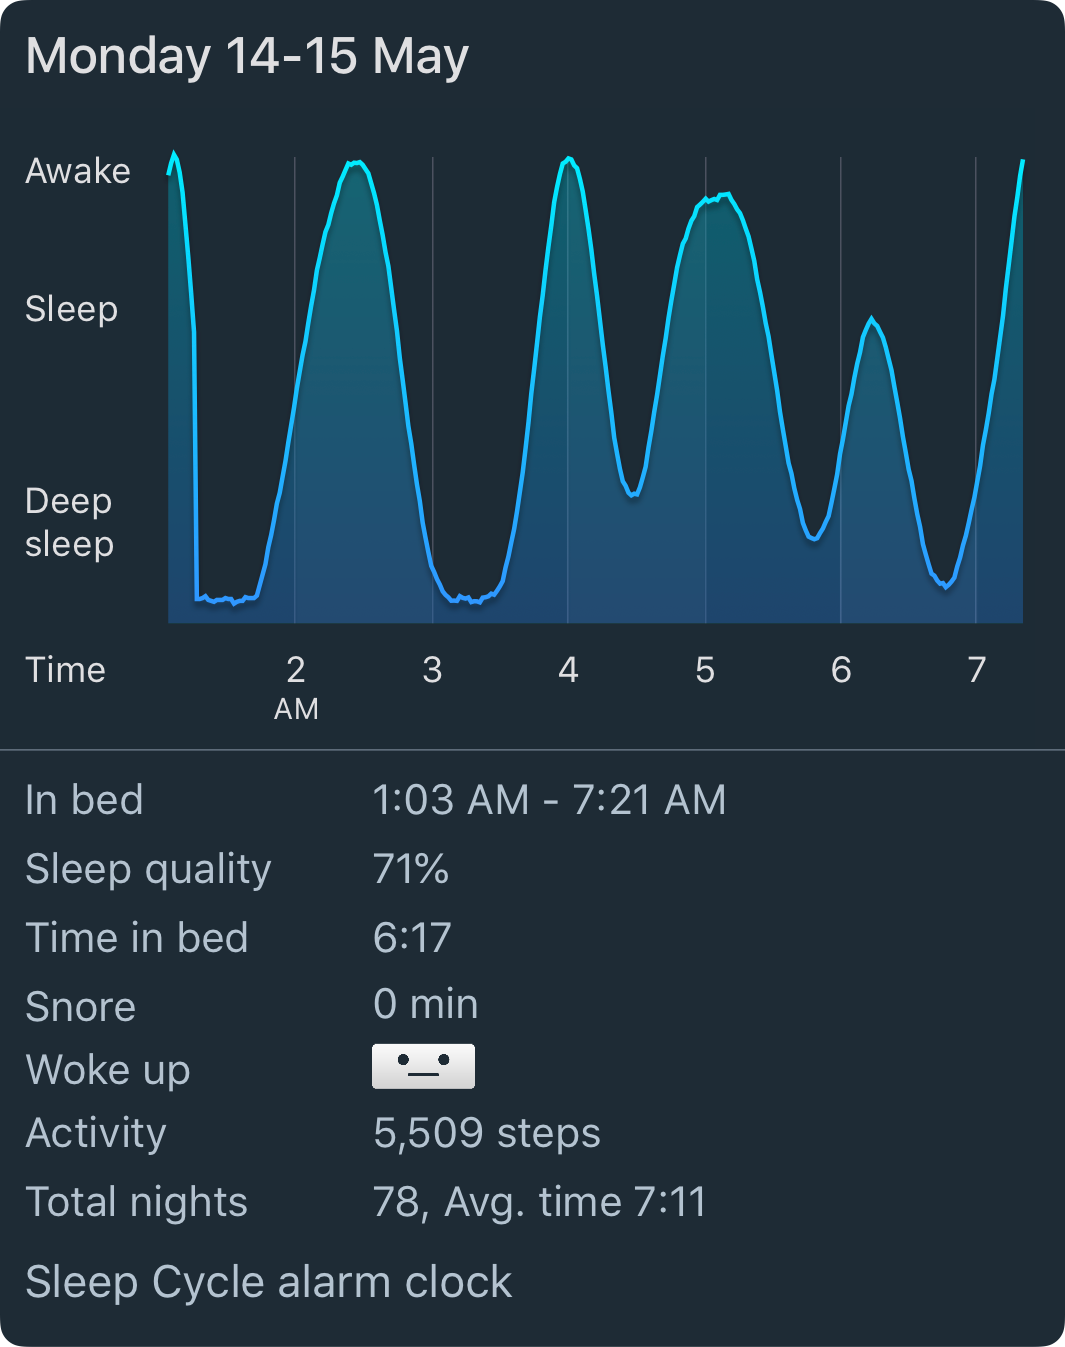 Monday 14-15 May
Awake
Sleep
Deep
sleep
Time 2 3 4 5 6 7
AM
In bed 1:03 AM - 7:21 AM
Sleep quality 71%
Time in bed 6:17
Snore 0 min
Woke up
Activity 5,509 steps
Total nights 78, Avg. time 7:11
Sleep Cycle alarm clock